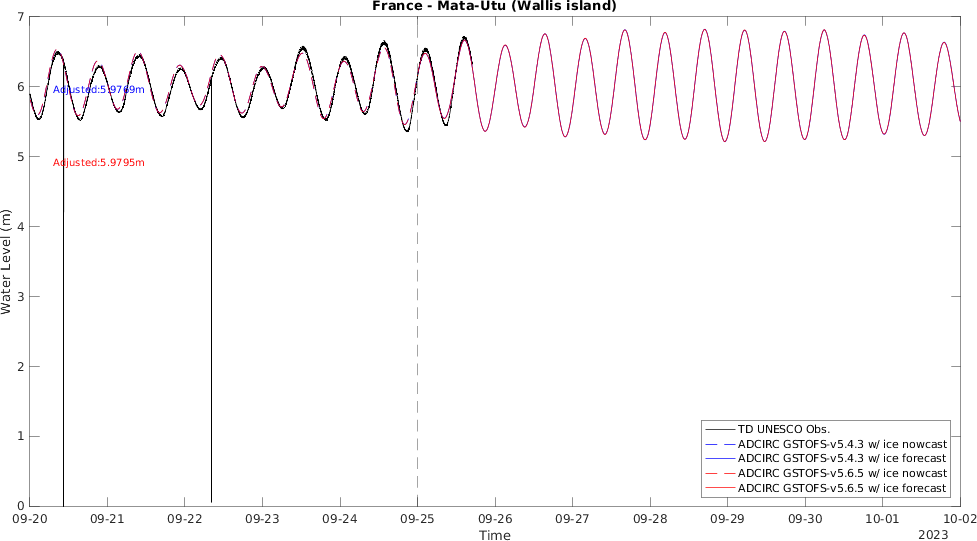 France - Mata-Utu (Wallis island)
7
6
5
4
3
2
1
0
Water Level (m)
Adjusted:5.9769m
Adjusted:5.9795m
TD UNESCO Obs.
ADCIRC GSTOFS-v5.4.3 w/ ice nowcast
ADCIRC GSTOFS-v5.4.3 w/ ice forecast
ADCIRC GSTOFS-v5.6.5 w/ ice nowcast
ADCIRC GSTOFS-v5.6.5 w/ ice forecast
09-20 09-21 09-22 09-23 09-24 09-25 09-26 09-27 09-28 09-29 09-30 10-01 10-02
Time
2023